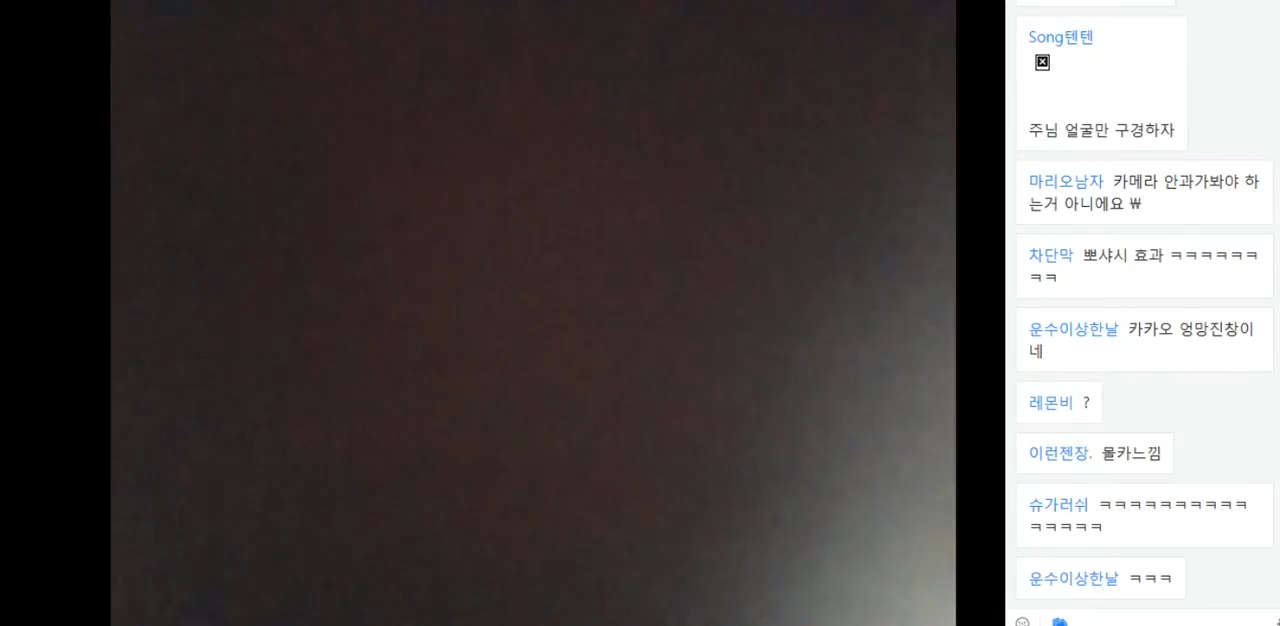 Song텐텐
주님 얼굴만 구경하자
마리오남자 카메라 안과가봐야 하
는거 아니에요 ₩
차단막 뽀샤시 효과 ㅋㅋㅋㅋㅋㅋ
ㅋㅋ
운수이상한날 카카오 엉망진창이
네
레몬비 ?
이런젠장. 몰카느낌
슈가러쉬 ㅋㅋㅋㅋㅋㅋㅋㅋㅋㅋ
ㅋㅋㅋㅋㅋ
운수이상한날 ㅋㅋㅋ